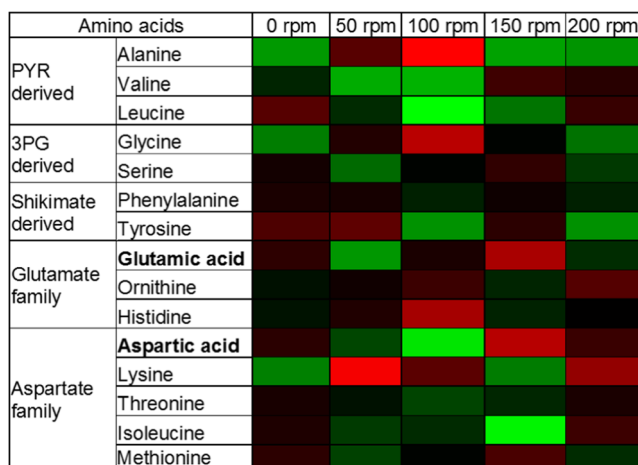 Amino acids 0 rpm 50 rpm 100 rpm 150 rpm 200 rpm
PYR
derived
Alanine
Valine
Leucine
3PG
derived
Glycine
Serine
Shikimate
derived
Phenylalanine
Tyrosine
Glutamate
family
Glutamic acid
Ornithine
Histidine
Aspartate
family
Aspartic acid
Lysine
Threonine
Isoleucine
Methionine